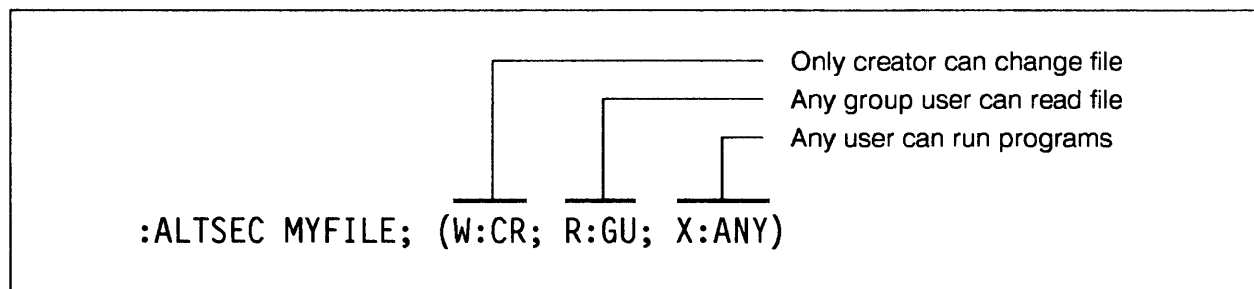 Only creator can change file
Any group user can read file
Any user can run programs
:ALTSEC MYFILE; (W:CR; R:GU; X:ANY)